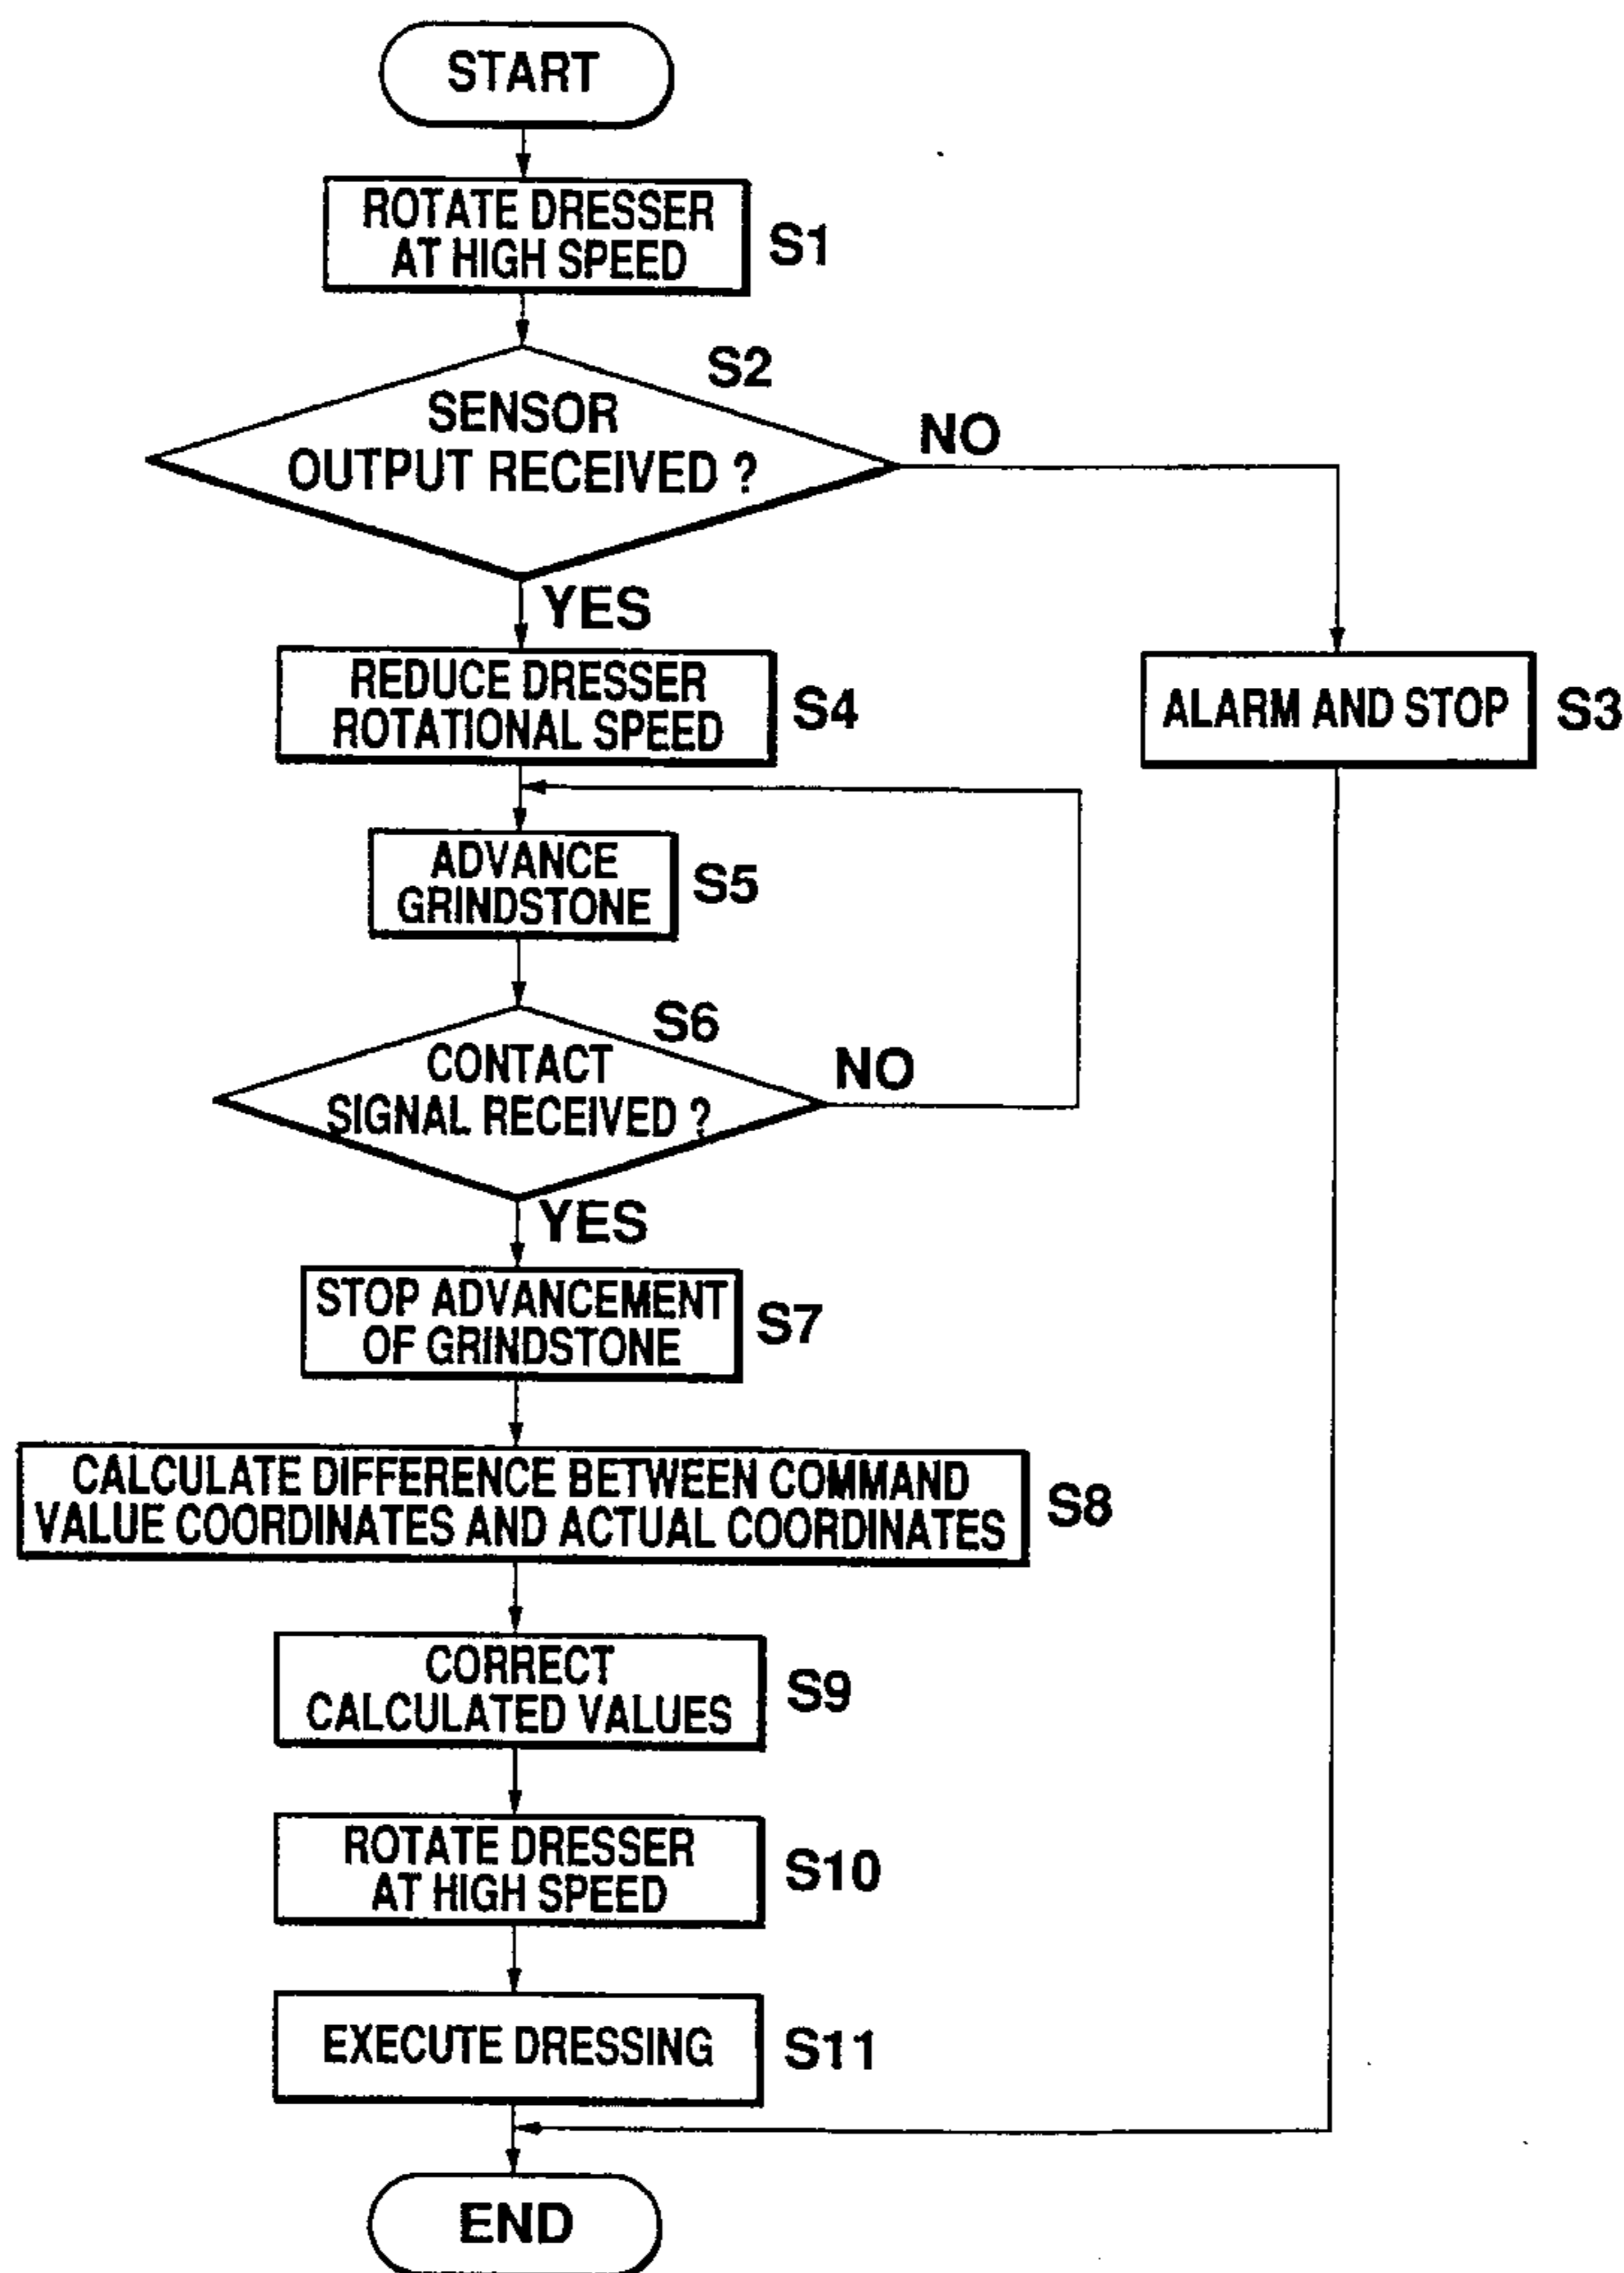 START
ROTATE DRESSER
AT HIGH SPEED
S1
S2
SENSOR
OUTPUT RECEIVED ?
NO
YES
REDUCE DRESSER
ROTATIONAL SPEED
S4
ALARM AND STOP
S3
ADVANCE
GRINDSTONE
S5
S6
CONTACT
SIGNAL RECEIVED ?
NO
YES
STOP ADVANCEMENT
OF GRINDSTONE
S7
CALCULATE DIFFERENCE BETWEEN COMMAND
VALUE COORDINATES AND ACTUAL COORDINATES
S8
CORRECT
CALCULATED VALUES
S9
ROTATE DRESSER
AT HIGH SPEED
S10
EXECUTE DRESSING
S11
END